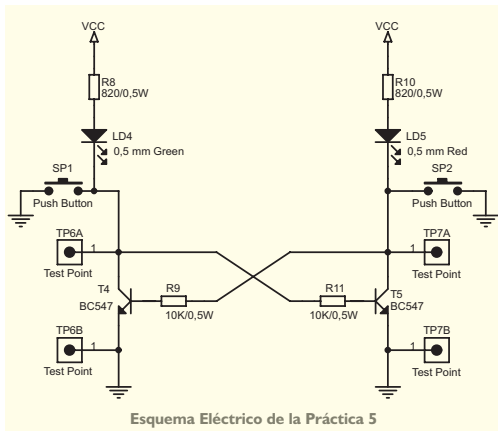 VCC
VCC
R8
820/0,5W
R10
820/0,5W
LD4
0,5 mm Green
LD5
0,5 mm Red
SP1
Push Button
SP2
Push Button
TP6A
1
Test Point
TP7A
1
Test Point
T4
BC547
R9
10K/0,5W
R11
10K/0,5W
T5
BC547
TP6B
1
Test Point
TP7B
1
Test Point
Esquema Eléctrico de la Práctica 5